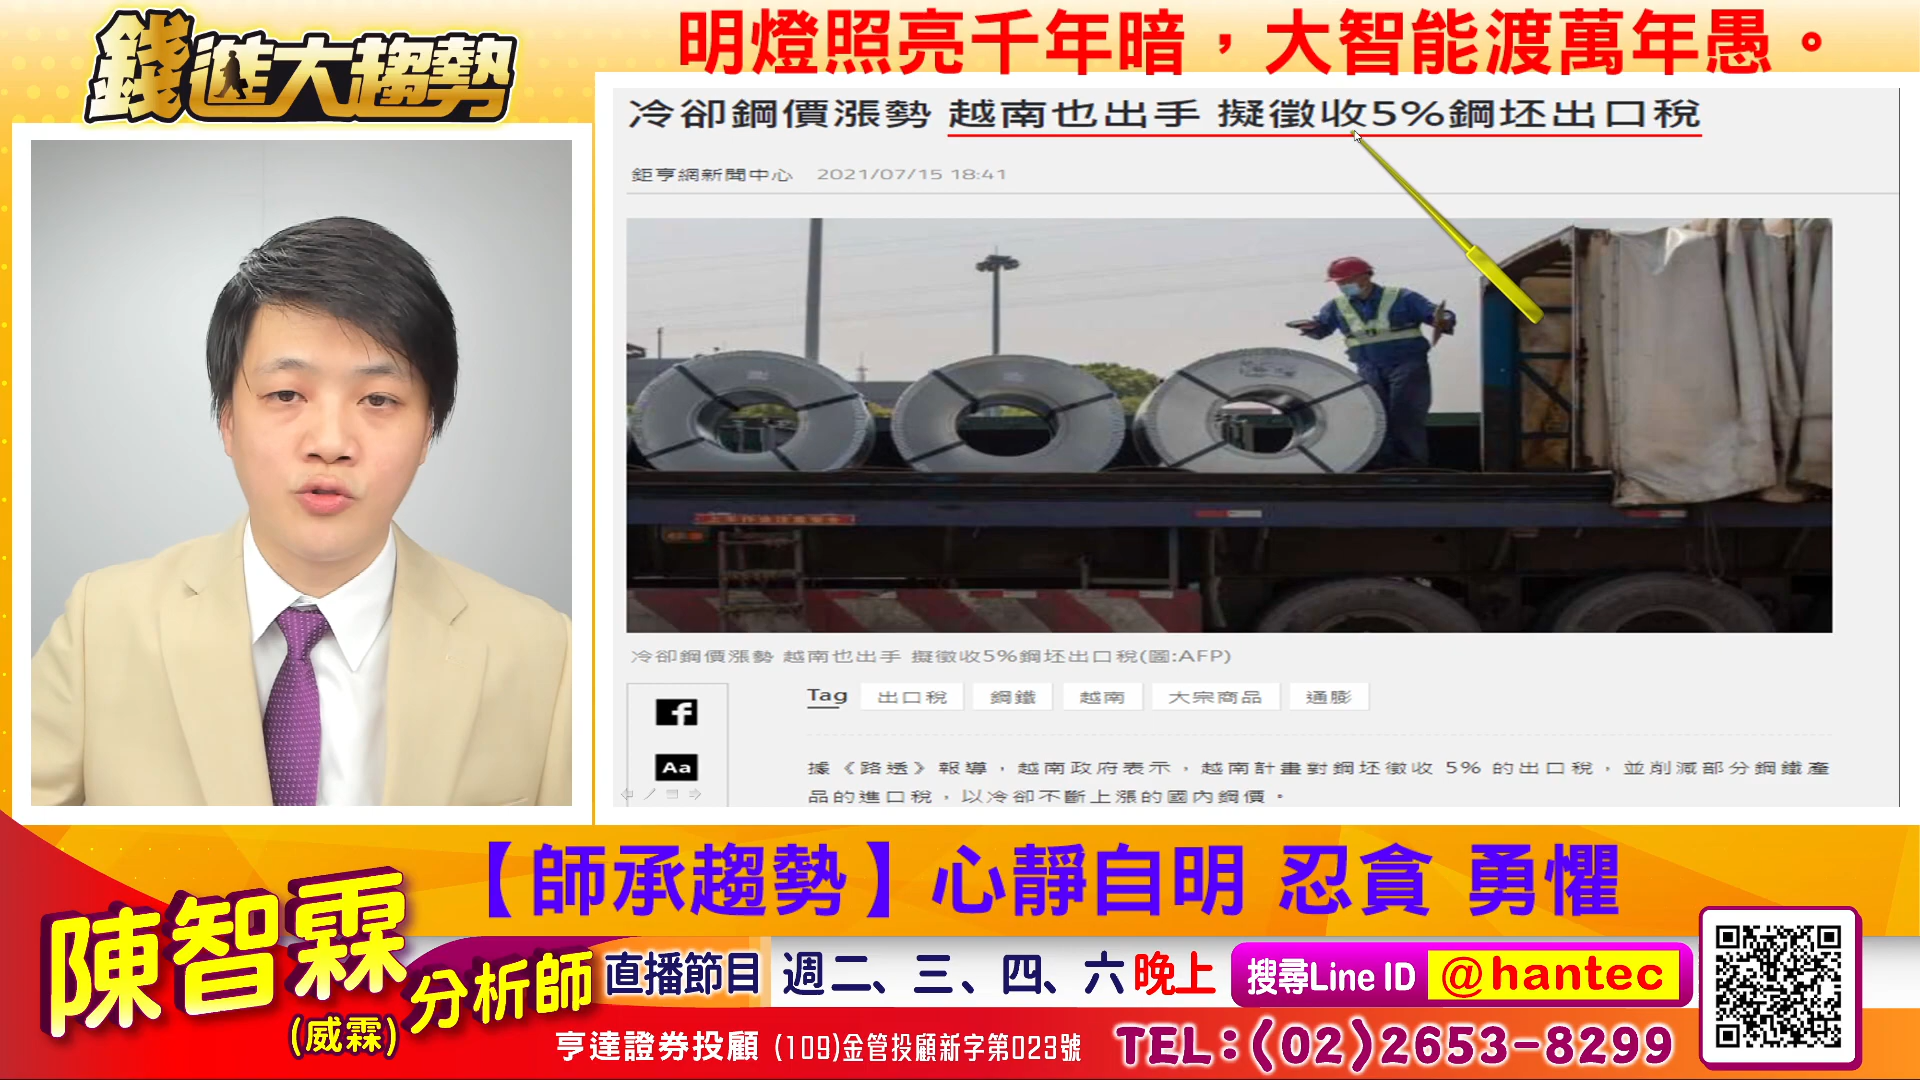 錢進大趨勢
明燈照亮千年暗，大智能渡萬年愚。
冷卻鋼價漲勢 越南也出手 擬徵收5%鋼坯出口稅
鉅亨網新聞中心 2021/07/15 18:41
冷卻鋼價漲勢 越南也出手 擬徵收5%鋼坯出口稅(圖:AFP)
Tag 出口稅 鋼鐵 越南 大宗商品 通膨
Aa
據《路透》報導，越南政府表示，越南計畫對鋼坯徵收 5% 的出口稅，並削減部分鋼鐵產
品的進口稅，以冷卻不斷上漲的國內鋼價。
【師承趨勢】心靜自明 忍貪 勇懼
陳智霖分析師
(威霖)
直播節目 週二、三、四、六晚上
搜尋Line ID @hantec
亨達證券投顧 (109)金管投顧新字第023號
TEL:(02)2653-8299